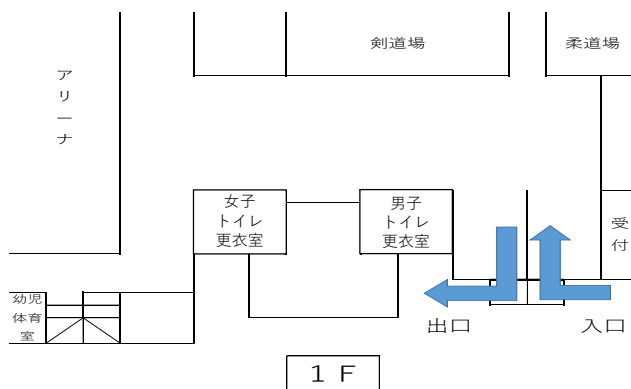 剣道場
柔道場
アリーナ
女子
トイレ
更衣室
男子
トイレ
更衣室
受付
幼児
体育
室
出口
入口
1F